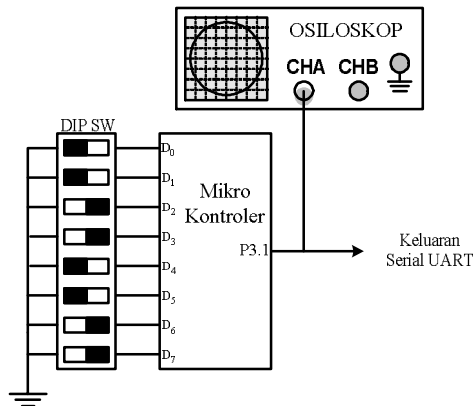 OSILOSKOP
CHA CHB
DIP SW
D0
D1
D2
D3
D4
D5
D6
D7
Mikro
Kontroler
P3.1
Keluaran
Serial UART